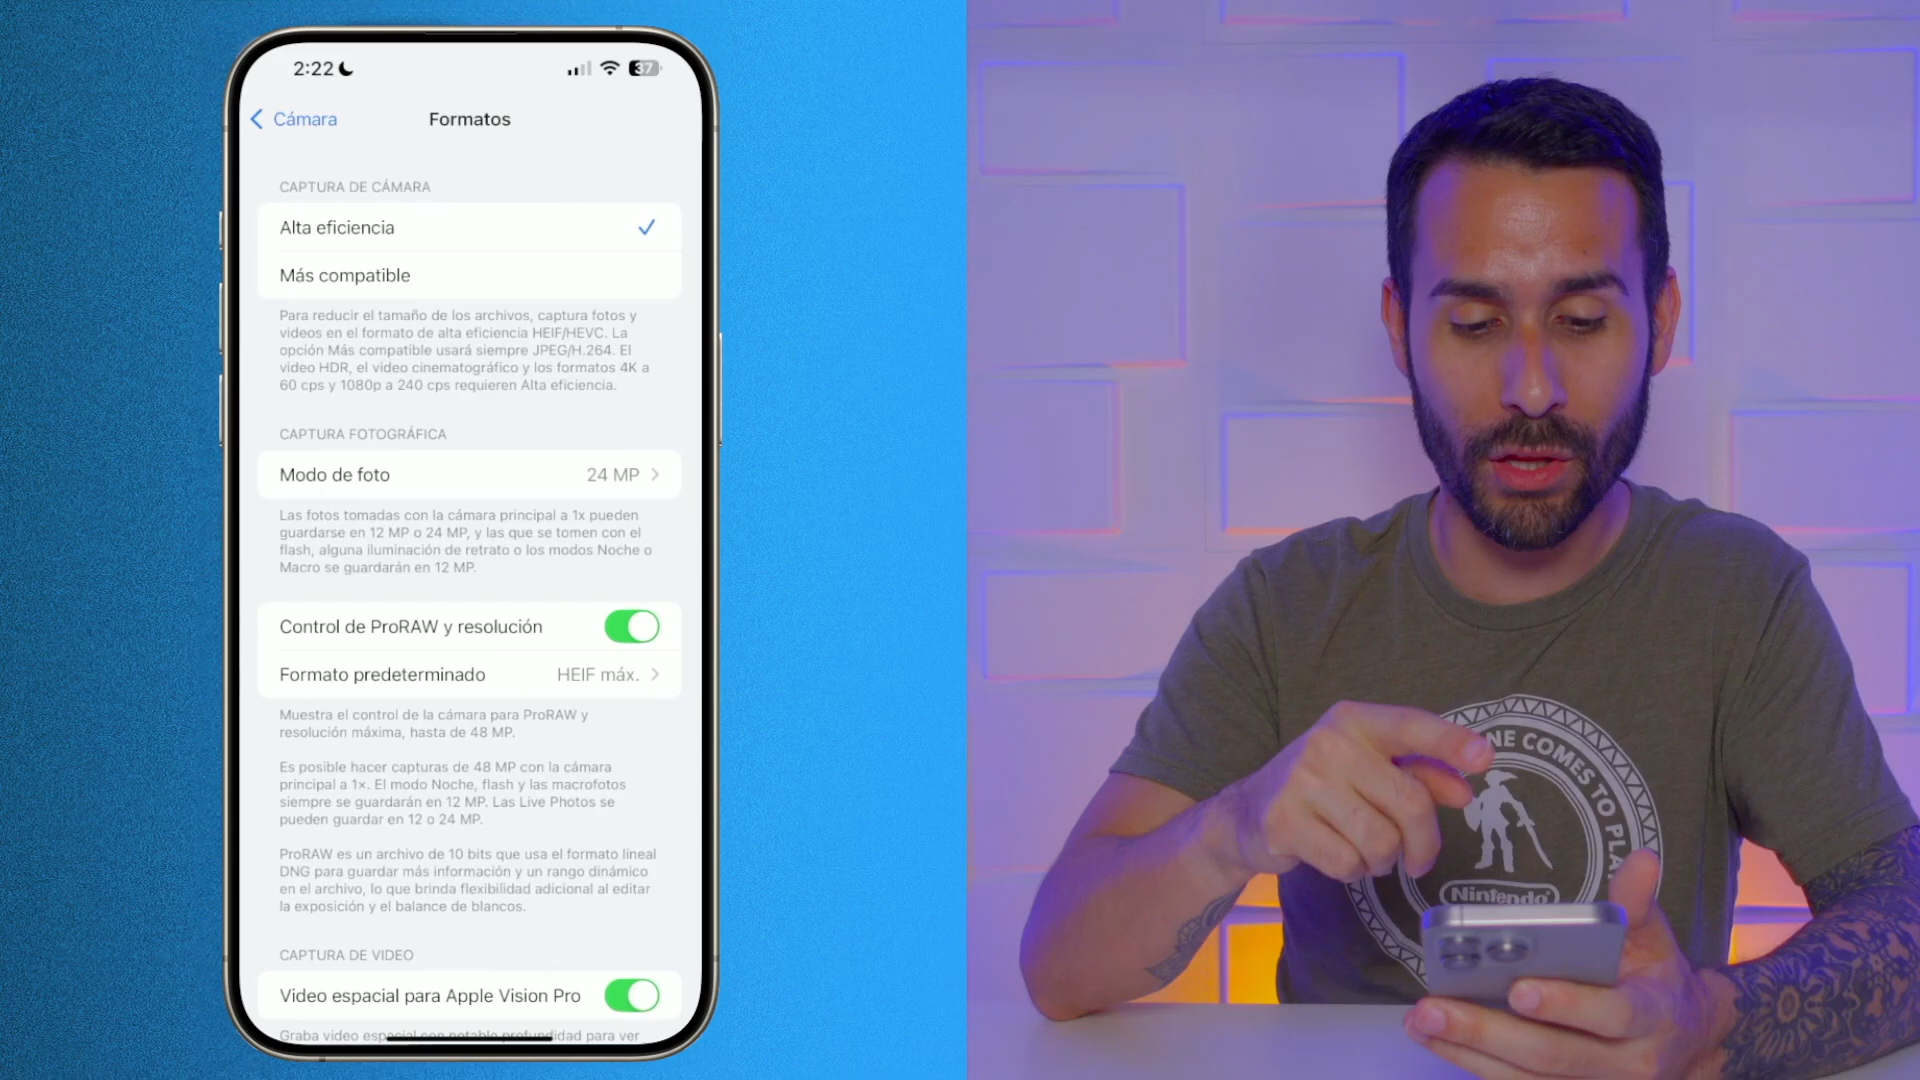 2:22
37
Cámara
Formatos
CAPTURA DE CÁMARA
Alta eficiencia
Más compatible
Para reducir el tamaño de los archivos, captura fotos y
videos en el formato de alta eficiencia HEIF/HEVC. La
opción Más compatible usará siempre JPEG/H.264. El
video HDR, el video cinematográfico y los formatos 4K a
60 cps y 1080p a 240 cps requieren Alta eficiencia.
CAPTURA FOTOGRÁFICA
Modo de foto 24 MP
Las fotos tomadas con la cámara principal a 1x pueden
guardarse en 12 MP o 24 MP, y las que se tomen con el
flash, alguna iluminación de retrato o los modos Noche o
Macro se guardarán en 12 MP.
Control de ProRAW y resolución
Formato predeterminado HEIF máx.
Muestra el control de la cámara para ProRAW y
resolución máxima, hasta de 48 MP.
Es posible hacer capturas de 48 MP con la cámara
principal a 1x. El modo Noche, flash y las macrofotos
siempre se guardarán en 12 MP. Las Live Photos se
pueden guardar en 12 o 24 MP.
ProRAW es un archivo de 10 bits que usa el formato lineal
DNG para guardar más información y un rango dinámico
en el archivo, lo que brinda flexibilidad adicional al editar
la exposición y el balance de blancos.
CAPTURA DE VIDEO
Video espacial para Apple Vision Pro
Graba video espacial con notable profundidad para ver
NE COMES TO PLA
Nintendo